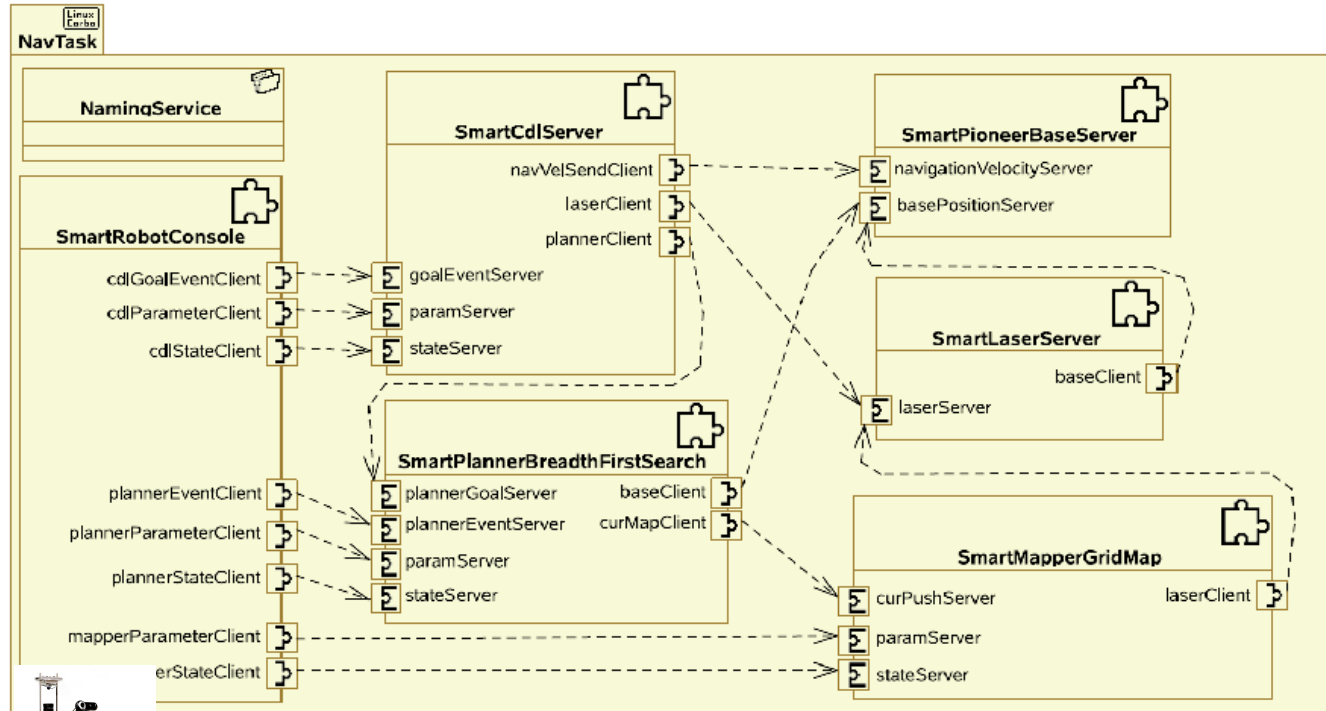 Linux
Corba
NavTask
NamingService
SmartRobotConsole
cdlGoalEventClient
cdlParameterClient
cdlStateClient
plannerEventClient
plannerParameterClient
plannerStateClient
mapperParameterClient
erStateClient
SmartCdlServer
navVelSendClient
laserClient
plannerClient
goalEventServer
paramServer
stateServer
SmartPlannerBreadthFirstSearch
plannerGoalServer baseClient
plannerEventServer curMapClient
paramServer
stateServer
SmartPioneerBaseServer
navigationVelocityServer
basePositionServer
SmartLaserServer
baseClient
laserServer
SmartMapperGridMap
curPushServer laserClient
paramServer
stateServer